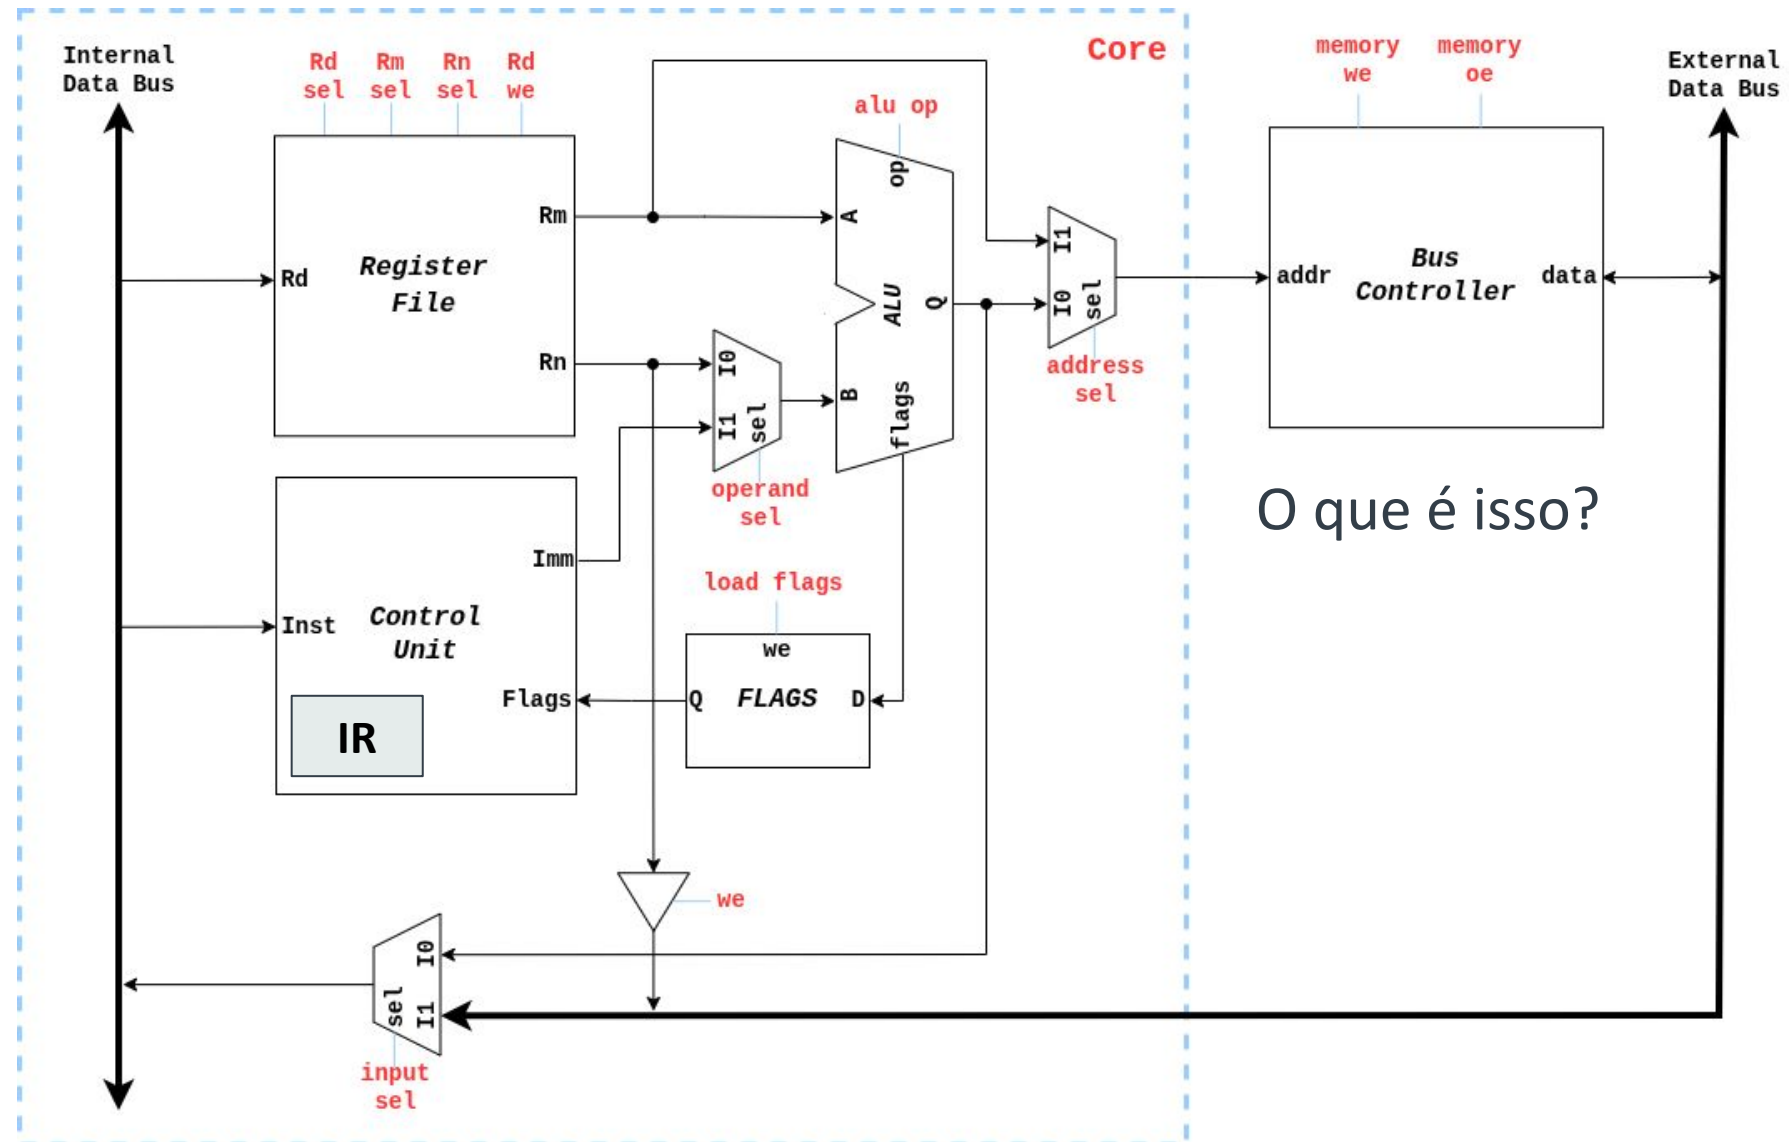 Internal
Data Bus
Rd
sel
Rm
sel
Rn
sel
Rd
we
Core
memory
we
memory
oe
External
Data Bus
alu op
Rm
Rd
Register
File
Rn
A
op
ALU
Q
B
flags
I0
I1
sel
operand
sel
I1
I0
sel
address
sel
addr
Bus
Controller
data
O que é isso?
Imm
Inst
Control
Unit
Flags
IR
load flags
we
Q
FLAGS
D
we
I0
I1
sel
input
sel